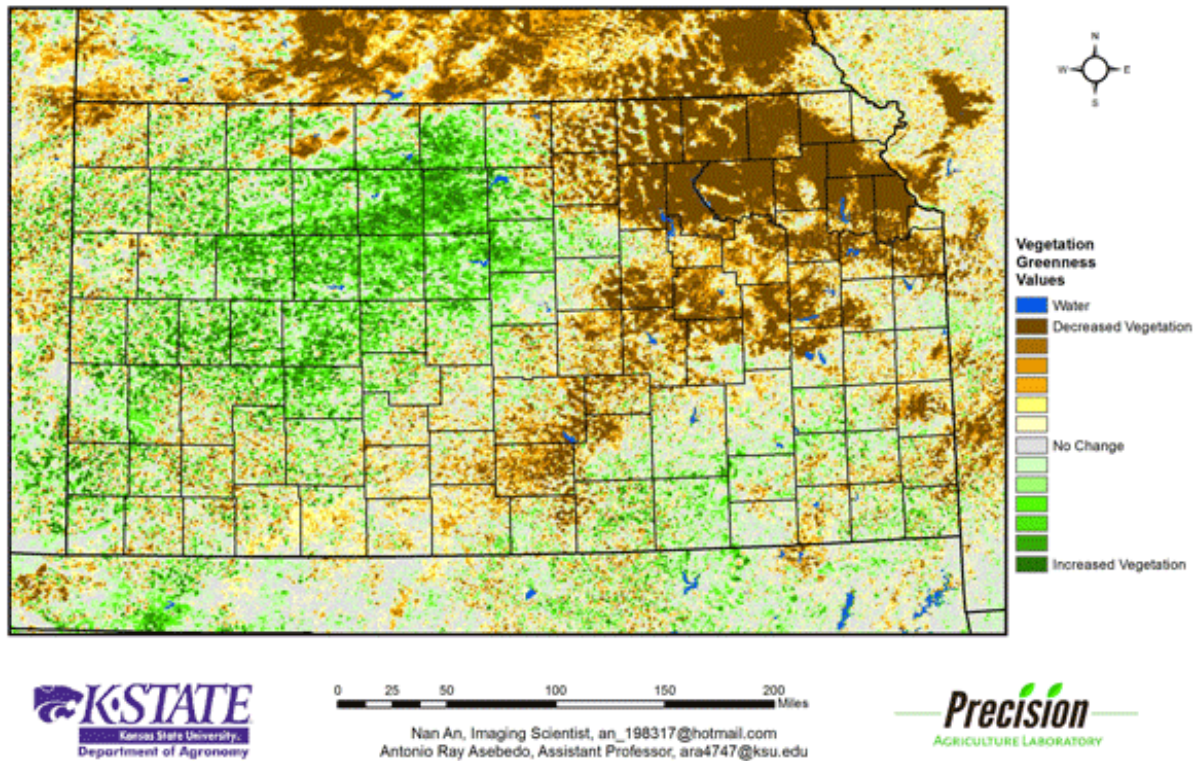 N
W E
S
Vegetation
Greenness
Values
Water
Decreased Vegetation
No Change
Increased Vegetation
K-STATE
Kansas State University.
Department of Agronomy
0 25 50 100 150 200
Miles
Nan An, Imaging Scientist, an_198317@hotmail.com
Antonio Ray Asebedo, Assistant Professor, ara4747@ksu.edu
Precision
AGRICULTURE LABORATORY